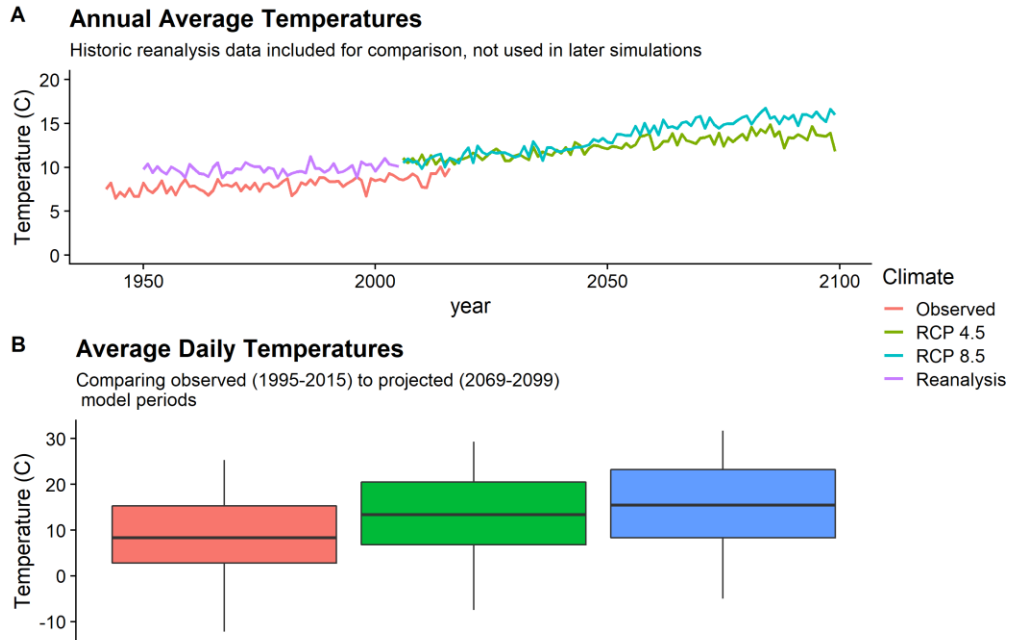 A
Annual Average Temperatures
Historic reanalysis data included for comparison, not used in later simulations
Temperature (C)
20
15
10
5
0
1950 2000 2050 2100
year
Climate
Observed
RCP 4.5
RCP 8.5
Reanalysis
B
Average Daily Temperatures
Comparing observed (1995-2015) to projected (2069-2099)
model periods
Temperature (C)
30
20
10
0
-10